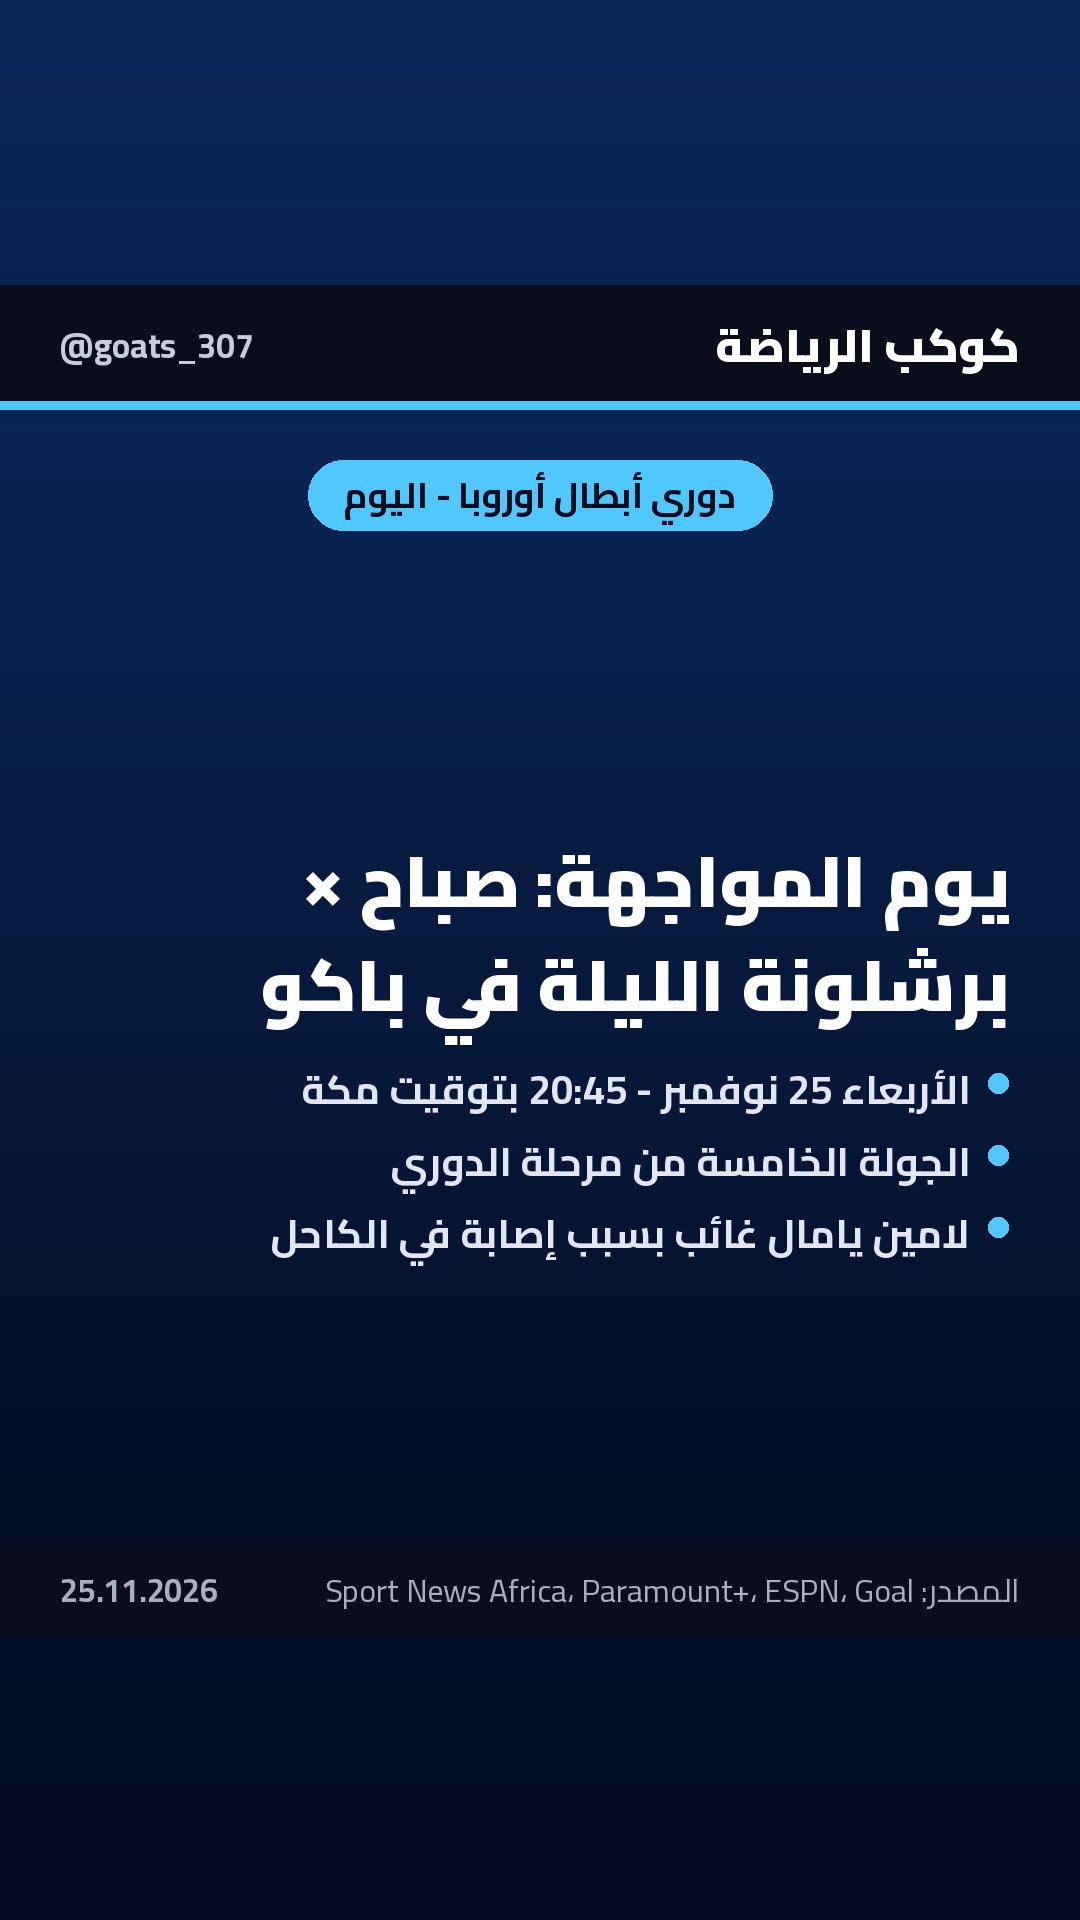 كوكب الرياضة
@goats_307
دوري أبطال أوروبا - اليوم
يوم المواجهة: صباح ×
برشلونة الليلة في باكو
الأربعاء 25 نوفمبر - 20:45 بتوقيت مكة
الجولة الخامسة من مرحلة الدوري
لامين يامال غائب بسبب إصابة في الكاحل
المصدر: Sport News Africa، Paramount+، ESPN، Goal
25.11.2026